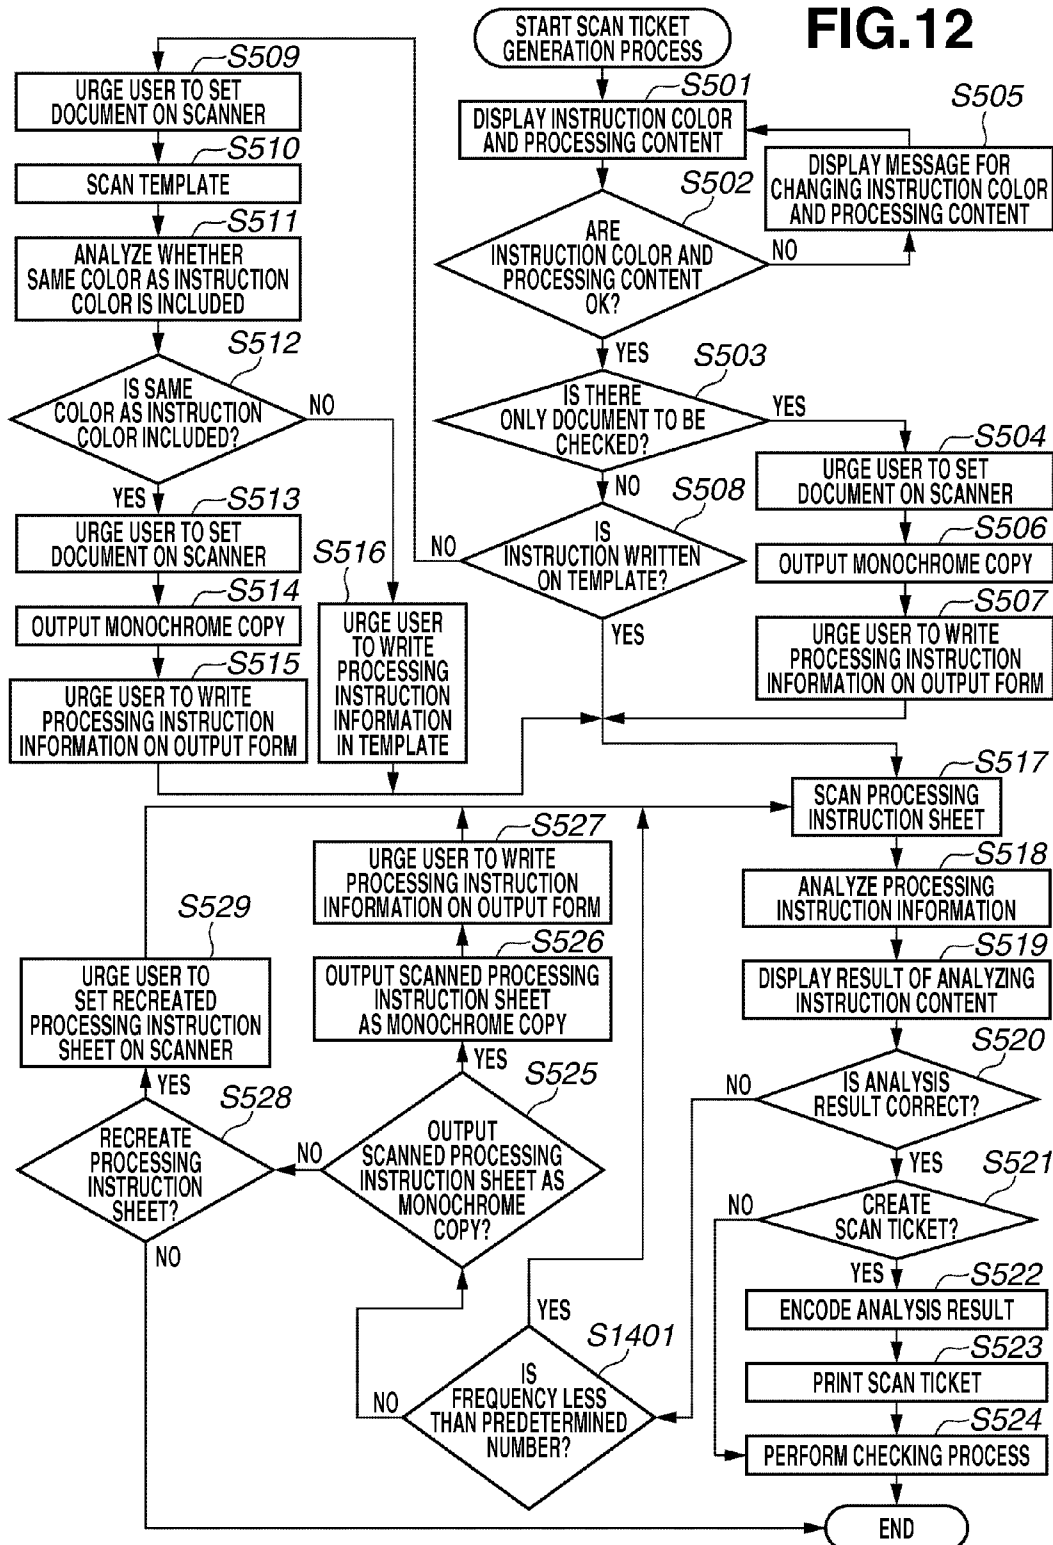 FIG.12
START SCAN TICKET
GENERATION PROCESS
S501
DISPLAY INSTRUCTION COLOR
AND PROCESSING CONTENT
S505
DISPLAY MESSAGE FOR
CHANGING INSTRUCTION COLOR
AND PROCESSING CONTENT
S502
ARE
INSTRUCTION COLOR AND
PROCESSING CONTENT
OK?
NO
YES
S503
IS THERE
ONLY DOCUMENT TO BE
CHECKED?
YES
NO
S504
URGE USER TO SET
DOCUMENT ON SCANNER
S506
OUTPUT MONOCHROME COPY
S507
URGE USER TO WRITE
PROCESSING INSTRUCTION
INFORMATION ON OUTPUT FORM
S508
IS
INSTRUCTION WRITTEN
ON TEMPLATE?
NO
YES
S509
URGE USER TO SET
DOCUMENT ON SCANNER
S510
SCAN TEMPLATE
S511
ANALYZE WHETHER
SAME COLOR AS INSTRUCTION
COLOR IS INCLUDED
S512
IS SAME
COLOR AS INSTRUCTION
COLOR INCLUDED?
NO
YES
S513
URGE USER TO SET
DOCUMENT ON SCANNER
S514
OUTPUT MONOCHROME COPY
S515
URGE USER TO WRITE
PROCESSING INSTRUCTION
INFORMATION ON OUTPUT FORM
S516
URGE USER
TO WRITE
PROCESSING
INSTRUCTION
INFORMATION
IN TEMPLATE
S517
SCAN PROCESSING
INSTRUCTION SHEET
S518
ANALYZE PROCESSING
INSTRUCTION INFORMATION
S519
DISPLAY RESULT OF ANALYZING
INSTRUCTION CONTENT
S520
IS ANALYSIS
RESULT CORRECT?
NO
YES
S521
CREATE
SCAN TICKET?
NO
YES
S522
ENCODE ANALYSIS RESULT
S523
PRINT SCAN TICKET
S524
PERFORM CHECKING PROCESS
END
S527
URGE USER TO WRITE
PROCESSING INSTRUCTION
INFORMATION ON OUTPUT FORM
S526
OUTPUT SCANNED PROCESSING
INSTRUCTION SHEET
AS MONOCHROME COPY
YES
S525
OUTPUT
SCANNED PROCESSING
INSTRUCTION SHEET AS
MONOCHROME
COPY?
NO
S529
URGE USER TO
SET RECREATED
PROCESSING INSTRUCTION
SHEET ON SCANNER
YES
S528
RECREATE
PROCESSING
INSTRUCTION
SHEET?
NO
YES
S1401
IS
FREQUENCY LESS
THAN PREDETERMINED
NUMBER?
NO